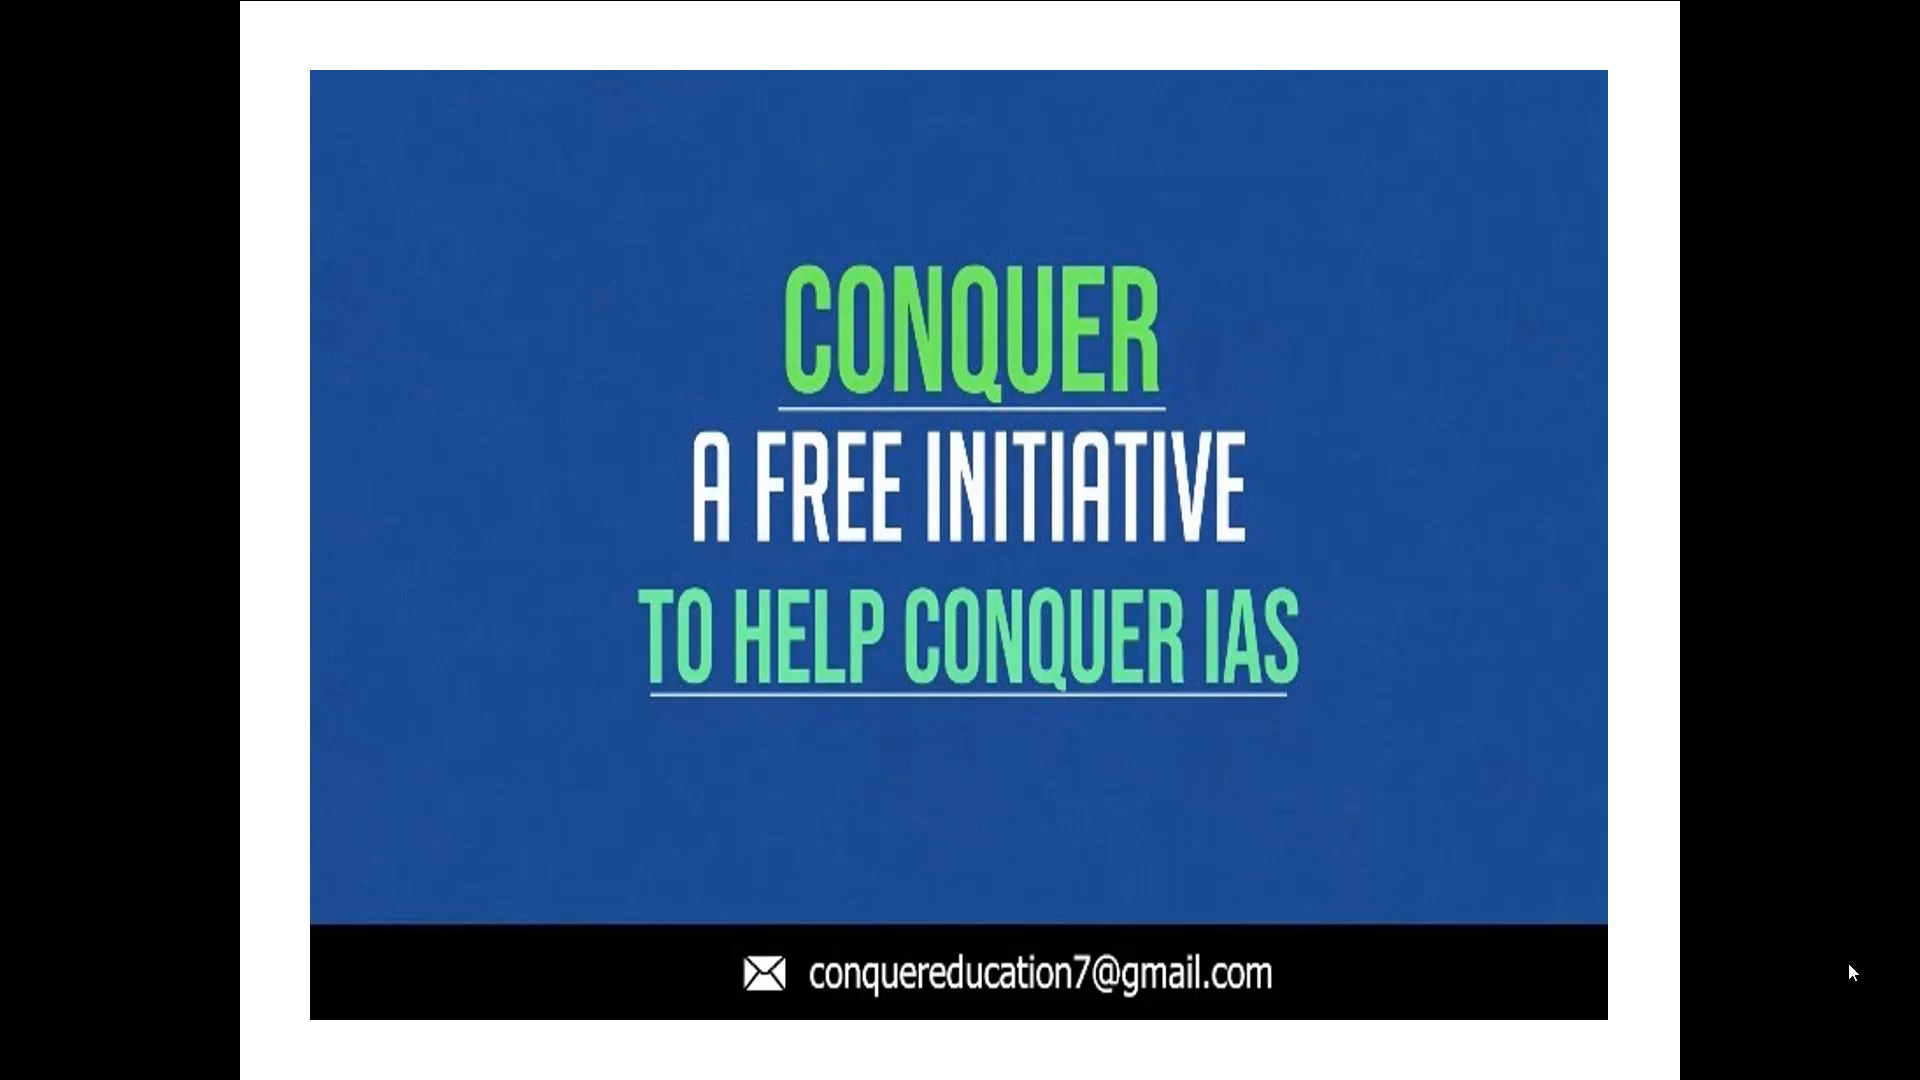 CONQUER
A FREE INITIATIVE
TO HELP CONQUER IAS
conquereducation7@gmail.com